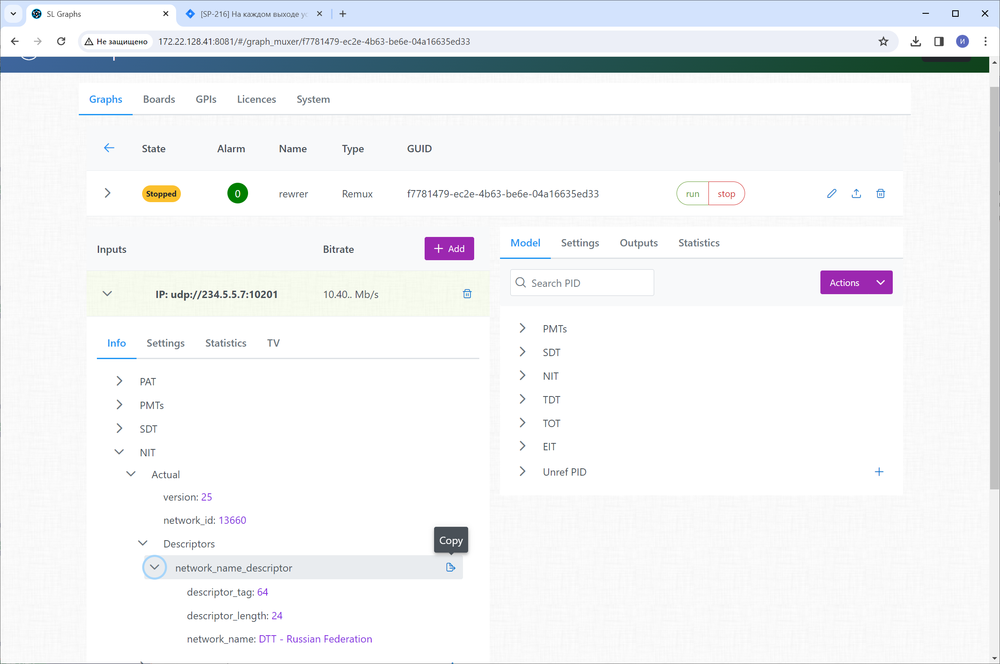 SL Graphs
[SP-216] На каждом выходе ус
Не защищено
172.22.128.41:8081/#/graph_muxer/f7781479-ec2e-4b63-be6e-04a16635ed33
И
Graphs Boards GPIs Licences System
State Alarm Name Type GUID
Stopped 0 rewrer Remux f7781479-ec2e-4b63-be6e-04a16635ed33 run stop
Inputs Bitrate + Add
IP: udp://234.5.5.7:10201 10.40.. Mb/s
Info Settings Statistics TV
PAT
PMTs
SDT
NIT
Actual
version: 25
network_id: 13660
Descriptors
Copy
network_name_descriptor
descriptor_tag: 64
descriptor_length: 24
network_name: DTT - Russian Federation
Model Settings Outputs Statistics
Search PID
Actions
PMTs
SDT
NIT
TDT
TOT
EIT
Unref PID